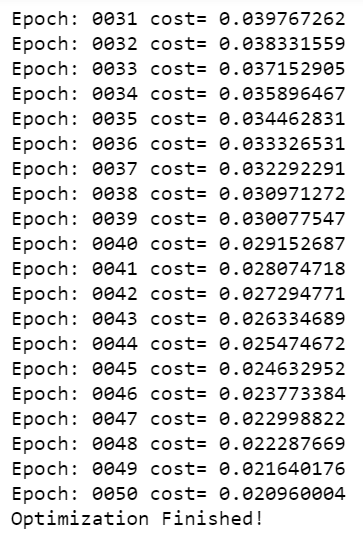 Epoch: 0031 cost= 0.039767262
Epoch: 0032 cost= 0.038331559
Epoch: 0033 cost= 0.037152905
Epoch: 0034 cost= 0.035896467
Epoch: 0035 cost= 0.034462831
Epoch: 0036 cost= 0.033326531
Epoch: 0037 cost= 0.032292291
Epoch: 0038 cost= 0.030971272
Epoch: 0039 cost= 0.030077547
Epoch: 0040 cost= 0.029152687
Epoch: 0041 cost= 0.028074718
Epoch: 0042 cost= 0.027294771
Epoch: 0043 cost= 0.026334689
Epoch: 0044 cost= 0.025474672
Epoch: 0045 cost= 0.024632952
Epoch: 0046 cost= 0.023773384
Epoch: 0047 cost= 0.022998822
Epoch: 0048 cost= 0.022287669
Epoch: 0049 cost= 0.021640176
Epoch: 0050 cost= 0.020960004
Optimization Finished!